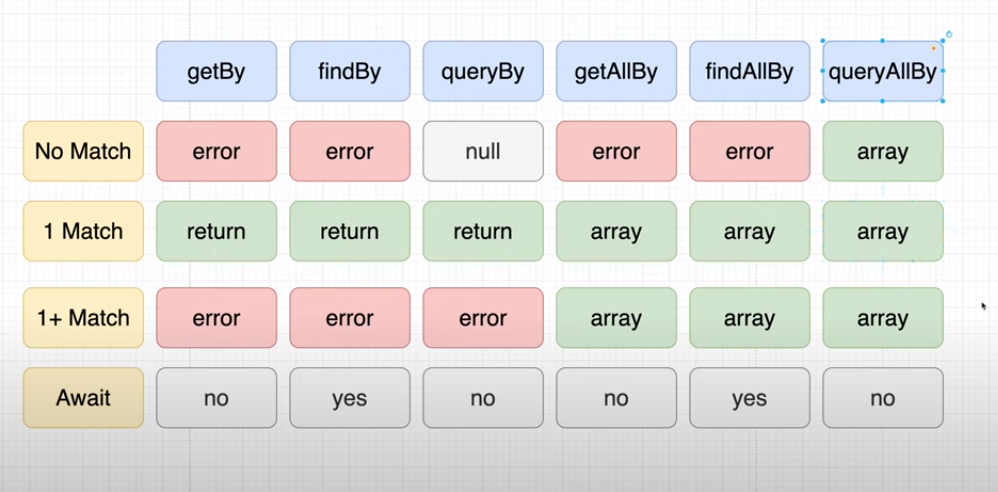 getBy findBy queryBy getAllBy findAllBy queryAllBy
No Match error error null error error array
1 Match return return return array array array
1+ Match error error error array array array
Await no yes no no yes no